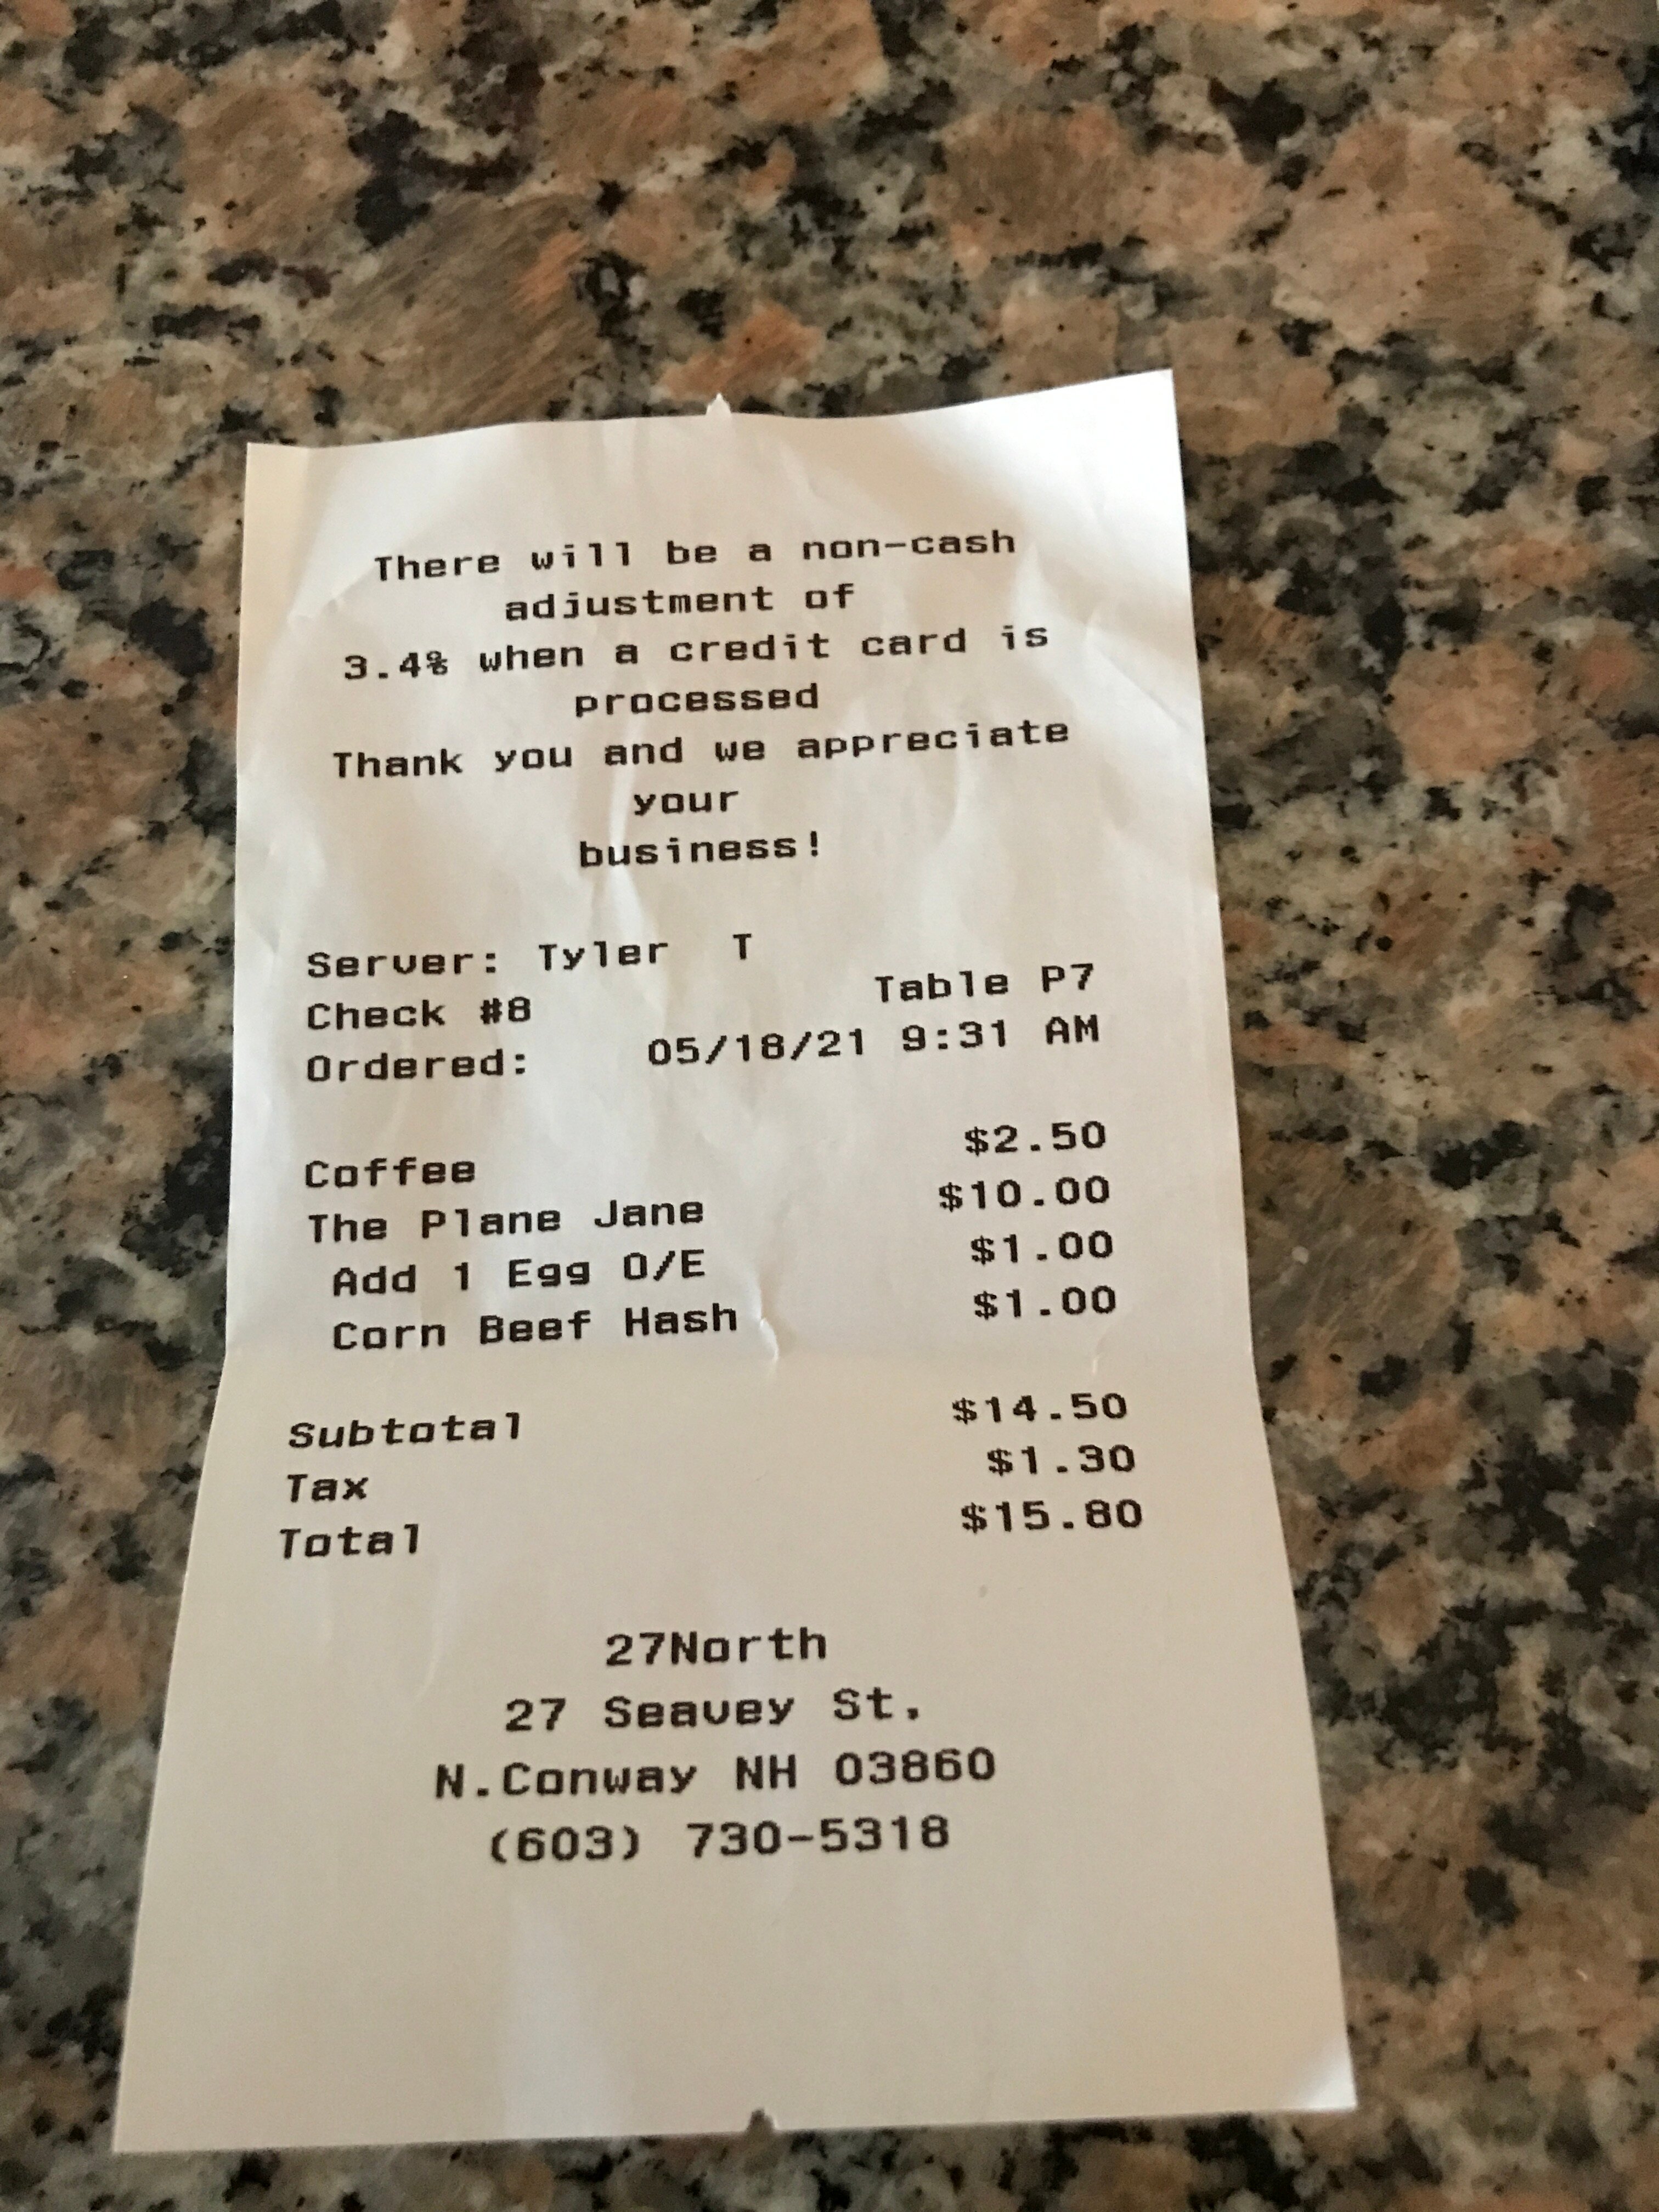 There will be a non-cash
adjustment of
3.4% when a credit card is
processed
Thank you and we appreciate
your
business!
Server: Tyler T
Check #8 Table P7
Ordered: 05/18/21 9:31 AM
Coffee $2.50
The Plane Jane $10.00
Add 1 Egg O/E $1.00
Corn Beef Hash $1.00
Subtotal $14.50
Tax $1.30
Total $15.80
27North
27 Seavey St.
N.Conway NH 03860
(603) 730-5318